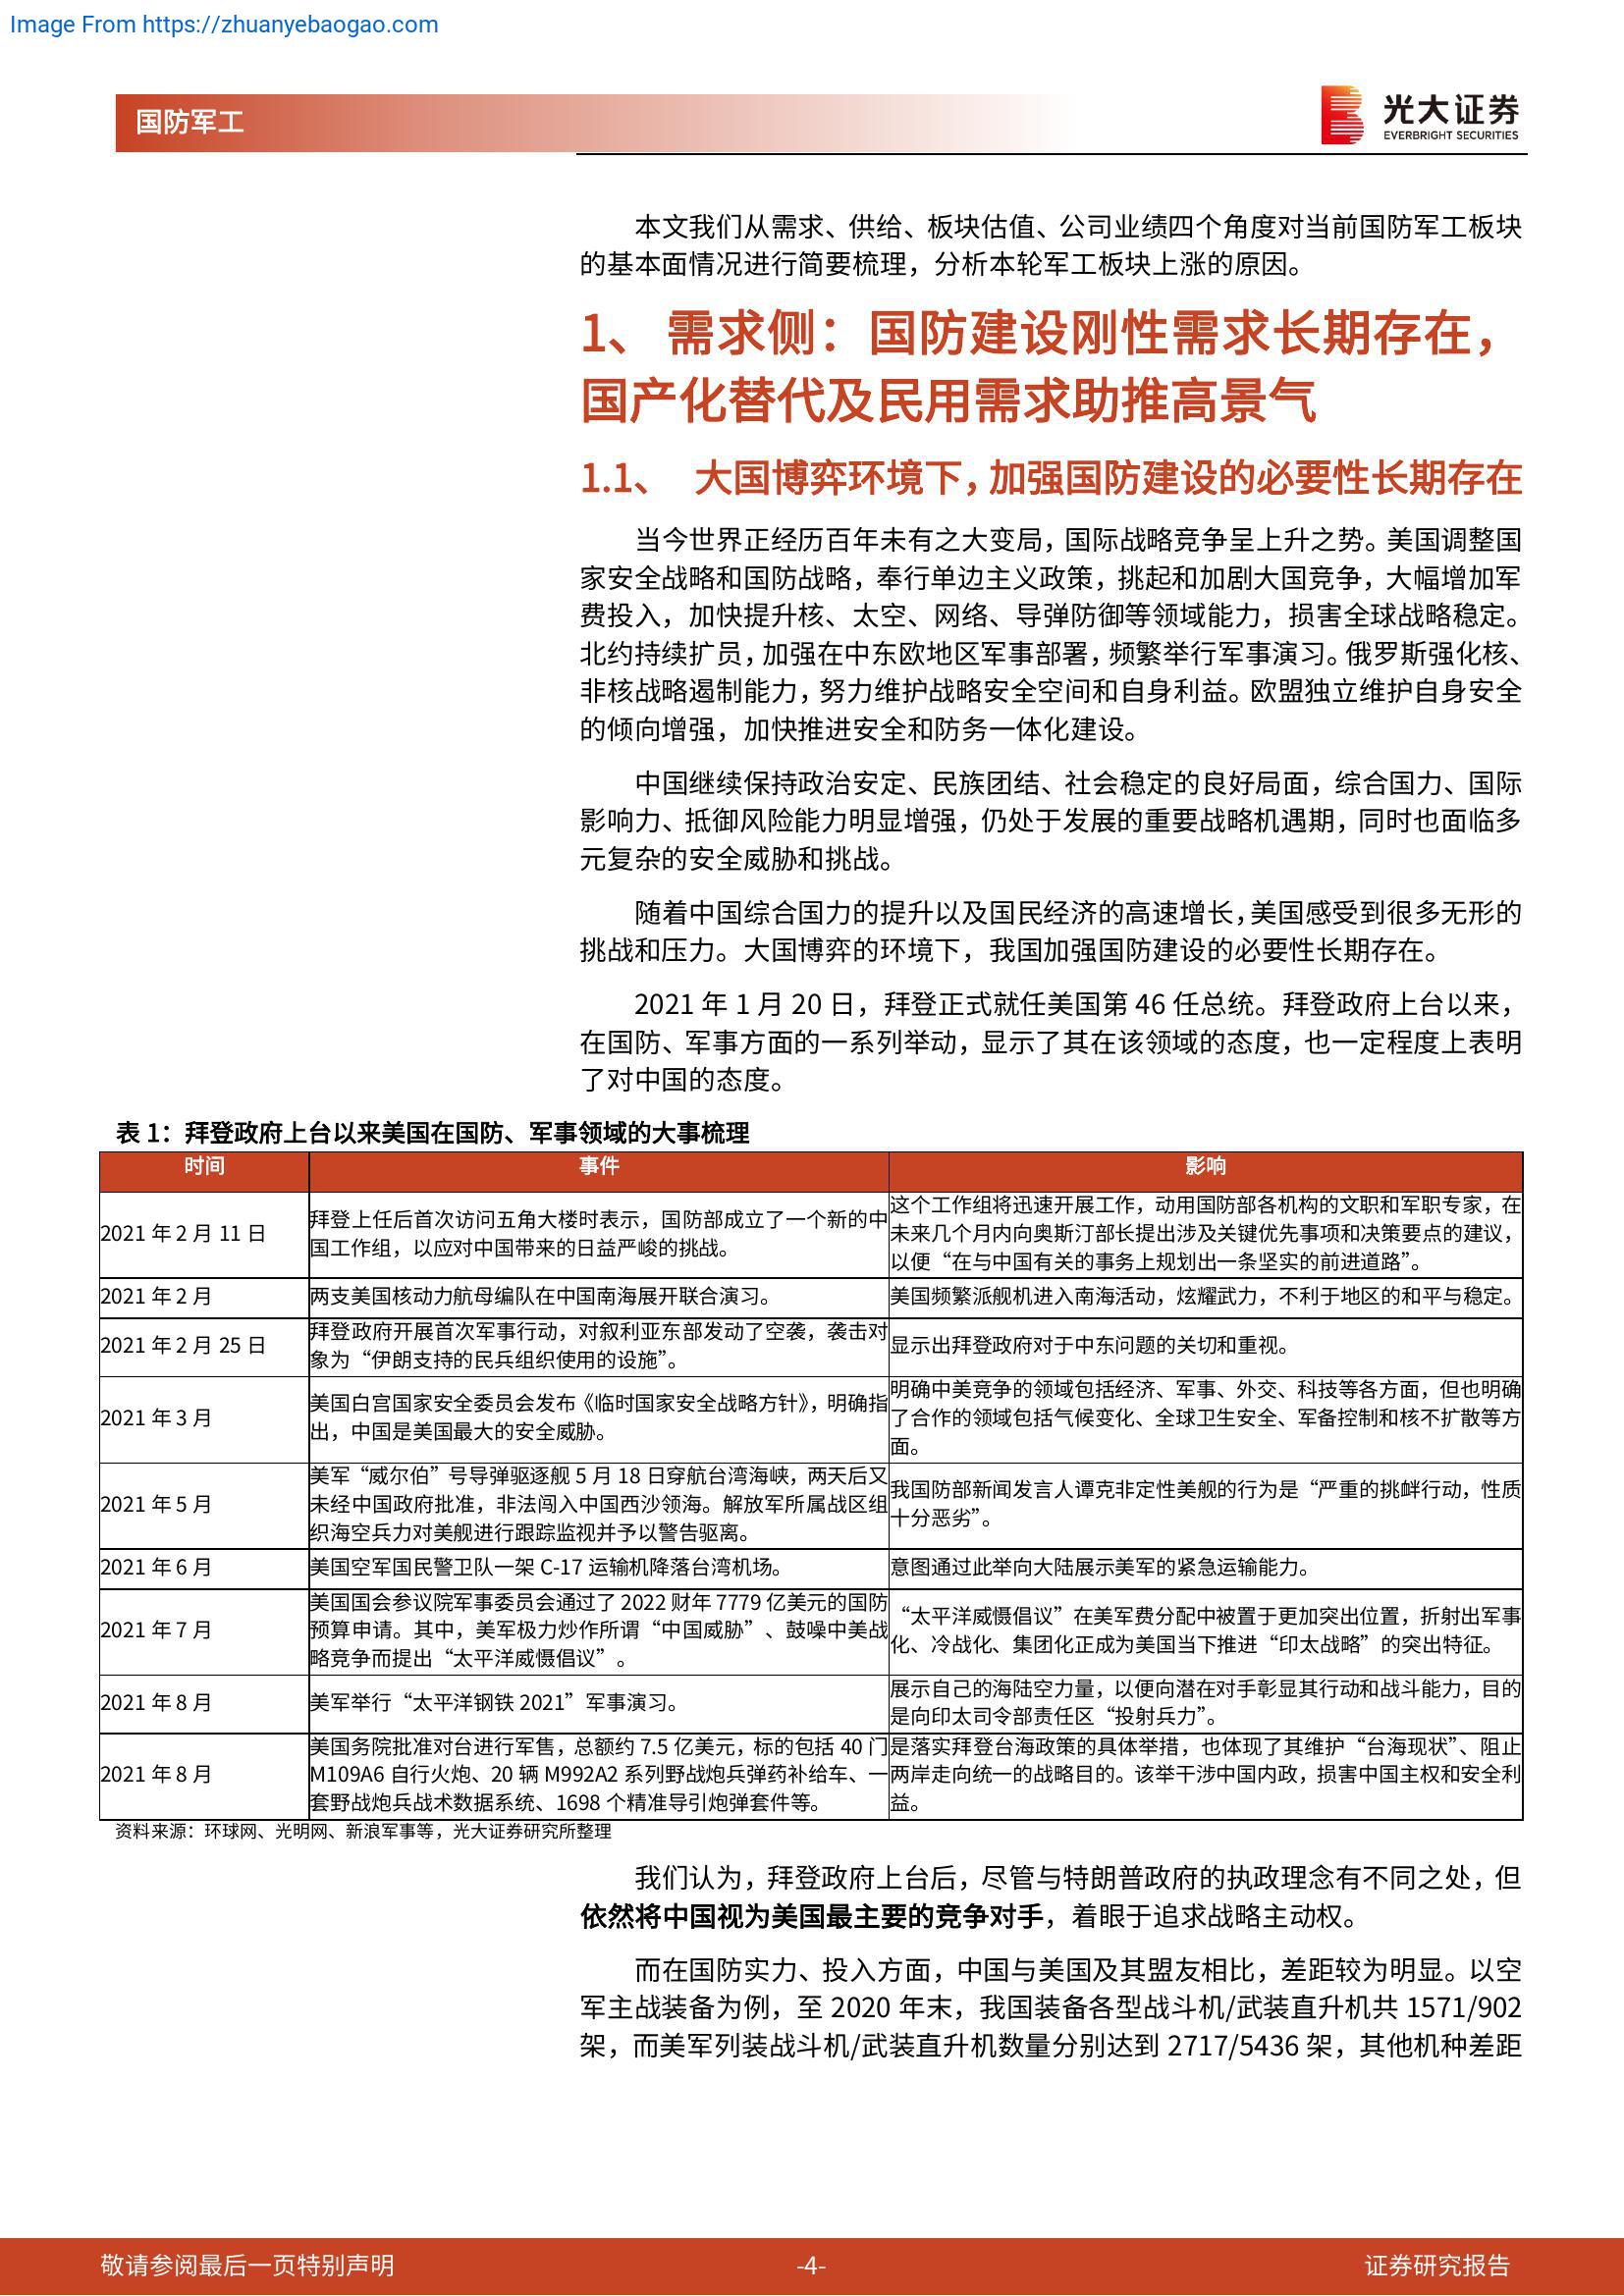 Image From https://zhuanyebaogao.com
国防军工
光大证券
EVERBRIGHT SECURITIES
本文我们从需求、供给、板块估值、公司业绩四个角度对当前国防军工板块
的基本面情况进行简要梳理，分析本轮军工板块上涨的原因。
1、 需求侧：国防建设刚性需求长期存在，
国产化替代及民用需求助推高景气
1.1、 大国博弈环境下，加强国防建设的必要性长期存在
当今世界正经历百年未有之大变局，国际战略竞争呈上升之势。美国调整国
家安全战略和国防战略，奉行单边主义政策，挑起和加剧大国竞争，大幅增加军
费投入，加快提升核、太空、网络、导弹防御等领域能力，损害全球战略稳定。
北约持续扩员，加强在中东欧地区军事部署，频繁举行军事演习。俄罗斯强化核、
非核战略遏制能力，努力维护战略安全空间和自身利益。欧盟独立维护自身安全
的倾向增强，加快推进安全和防务一体化建设。
中国继续保持政治安定、民族团结、社会稳定的良好局面，综合国力、国际
影响力、抵御风险能力明显增强，仍处于发展的重要战略机遇期，同时也面临多
元复杂的安全威胁和挑战。
随着中国综合国力的提升以及国民经济的高速增长，美国感受到很多无形的
挑战和压力。大国博弈的环境下，我国加强国防建设的必要性长期存在。
2021 年 1 月 20 日，拜登正式就任美国第 46 任总统。拜登政府上台以来，
在国防、军事方面的一系列举动，显示了其在该领域的态度，也一定程度上表明
了对中国的态度。
表 1：拜登政府上台以来美国在国防、军事领域的大事梳理
时间 事件 影响
2021 年 2 月 11 日
拜登上任后首次访问五角大楼时表示，国防部成立了一个新的中
国工作组，以应对中国带来的日益严峻的挑战。
这个工作组将迅速开展工作，动用国防部各机构的文职和军职专家，在
未来几个月内向奥斯汀部长提出涉及关键优先事项和决策要点的建议，
以便“在与中国有关的事务上规划出一条坚实的前进道路”。
2021 年 2 月
两支美国核动力航母编队在中国南海展开联合演习。
美国频繁派舰机进入南海活动，炫耀武力，不利于地区的和平与稳定。
2021 年 2 月 25 日
拜登政府开展首次军事行动，对叙利亚东部发动了空袭，袭击对
象为“伊朗支持的民兵组织使用的设施”。
显示出拜登政府对于中东问题的关切和重视。
2021 年 3 月
美国白宫国家安全委员会发布《临时国家安全战略方针》，明确指
出，中国是美国最大的安全威胁。
明确中美竞争的领域包括经济、军事、外交、科技等各方面，但也明确
了合作的领域包括气候变化、全球卫生安全、军备控制和核不扩散等方
面。
2021 年 5 月
美军“威尔伯”号导弹驱逐舰 5 月 18 日穿航台湾海峡，两天后又
未经中国政府批准，非法闯入中国西沙领海。解放军所属战区组
织海空兵力对美舰进行跟踪监视并予以警告驱离。
我国防部新闻发言人谭克非定性美舰的行为是“严重的挑衅行动，性质
十分恶劣”。
2021 年 6 月
美国空军国民警卫队一架 C-17 运输机降落台湾机场。
意图通过此举向大陆展示美军的紧急运输能力。
2021 年 7 月
美国国会参议院军事委员会通过了 2022 财年 7779 亿美元的国防
预算申请。其中，美军极力炒作所谓“中国威胁”、鼓噪中美战
略竞争而提出“太平洋威慑倡议”。
“太平洋威慑倡议”在美军费分配中被置于更加突出位置，折射出军事
化、冷战化、集团化正成为美国当下推进“印太战略”的突出特征。
2021 年 8 月
美军举行“太平洋钢铁 2021”军事演习。
展示自己的海陆空力量，以便向潜在对手彰显其行动和战斗能力，目的
是向印太司令部责任区“投射兵力”。
2021 年 8 月
美国务院批准对台进行军售，总额约 7.5 亿美元，标的包括 40 门
M109A6 自行火炮、20 辆 M992A2 系列野战炮兵弹药补给车、一
套野战炮兵战术数据系统、1698 个精准导引炮弹套件等。
是落实拜登台海政策的具体举措，也体现了其维护“台海现状”、阻止
两岸走向统一的战略目的。该举干涉中国内政，损害中国主权和安全利
益。
资料来源：环球网、光明网、新浪军事等，光大证券研究所整理
我们认为，拜登政府上台后，尽管与特朗普政府的执政理念有不同之处，但
依然将中国视为美国最主要的竞争对手，着眼于追求战略主动权。
而在国防实力、投入方面，中国与美国及其盟友相比，差距较为明显。以空
军主战装备为例，至 2020 年末，我国装备各型战斗机/武装直升机共 1571/902
架，而美军列装战斗机/武装直升机数量分别达到 2717/5436 架，其他机种差距
敬请参阅最后一页特别声明 -4- 证券研究报告